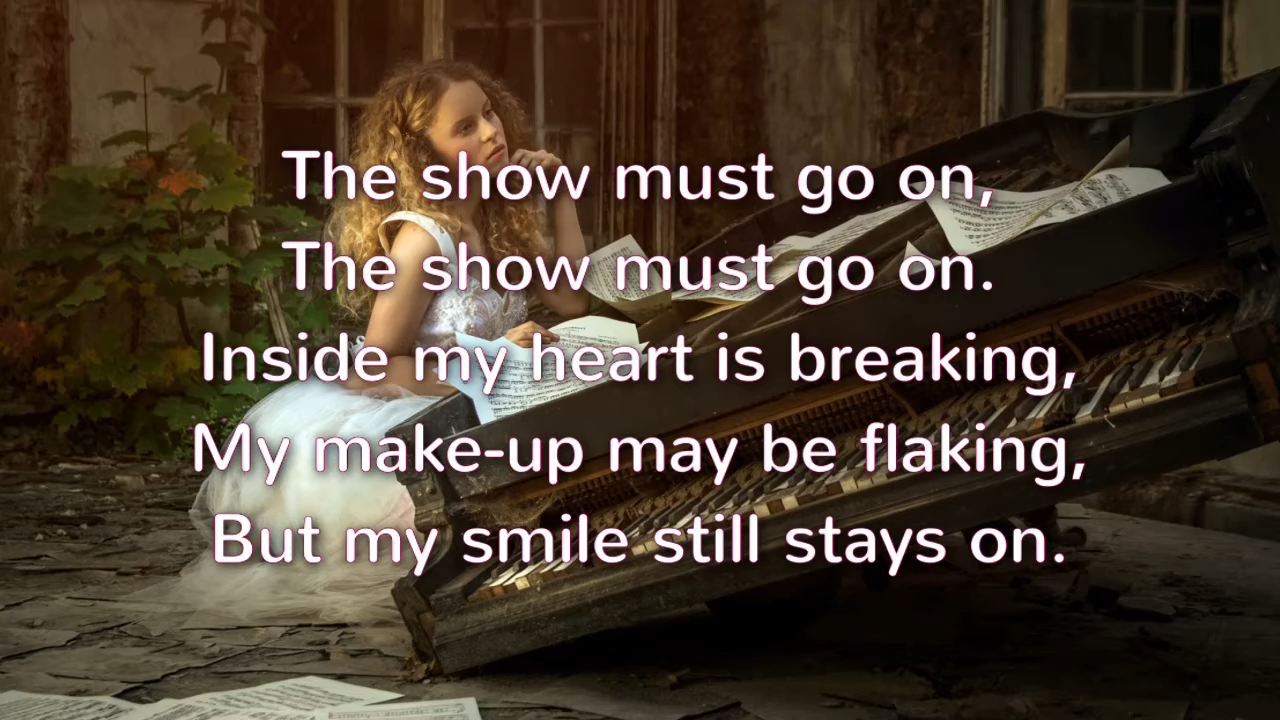 The show must go on,
The show must go on.
Inside my heart is breaking,
My make-up may be flaking,
But my smile still stays on.